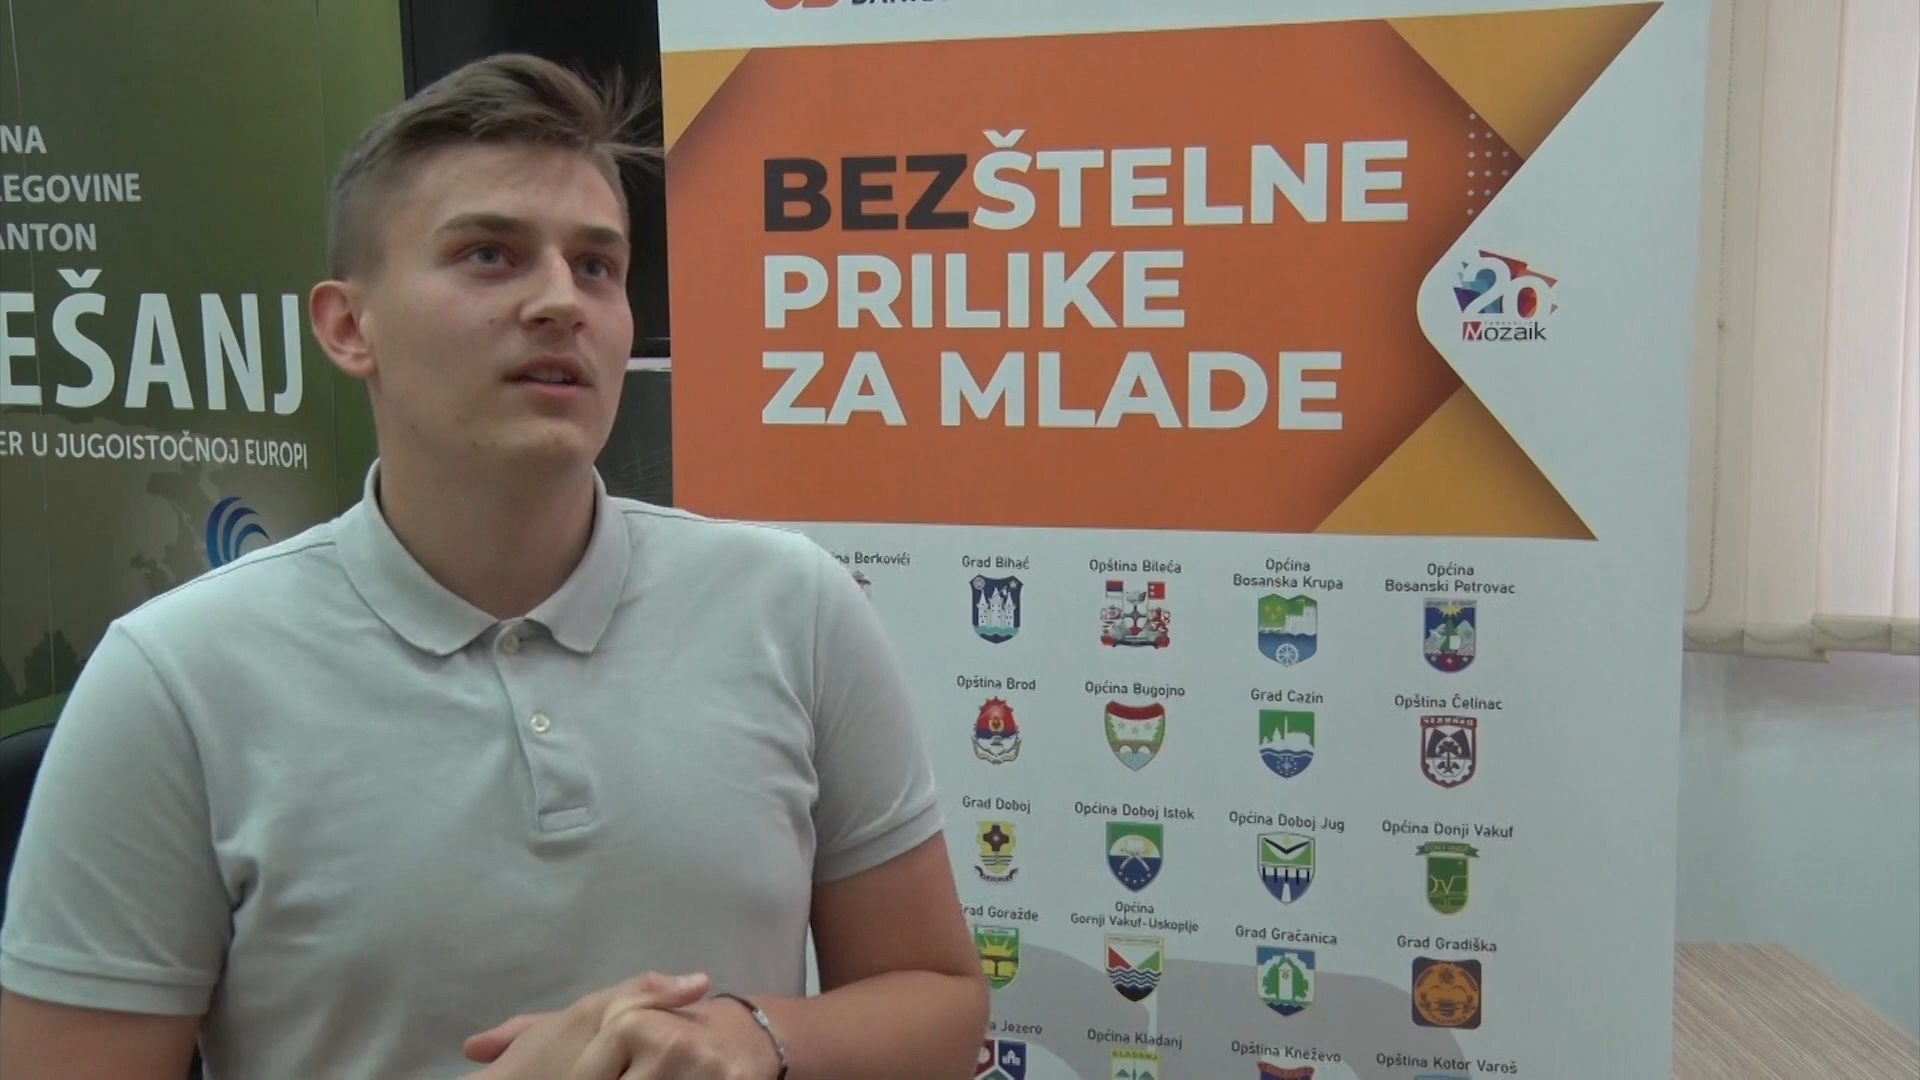 NA
ANTON
EŠANJ
ER U JUGOISTOČNOJ EUROPI
BEZŠTELNE
PRILIKE
ZA MLADE
20
Mozaik
Berkovići
Grad Bihać
Opština Bileća
Općina
Bosanska Krupa
Općina
Bosanski Petrovac
Opština Brod
Općina Bugojno
Grad Cazin
Opština Čelinac
Grad Doboj
Općina Doboj Istok
Općina Doboj Jug
Općina Donji Vakuf
Goražde
Općina
Gornji Vakuf-Uskoplje
Grad Gračanica
Grad Gradiška
Jezero
Općina Kladanj
KLADANJ
Opština Kneževo
Opština Kotor Varoš